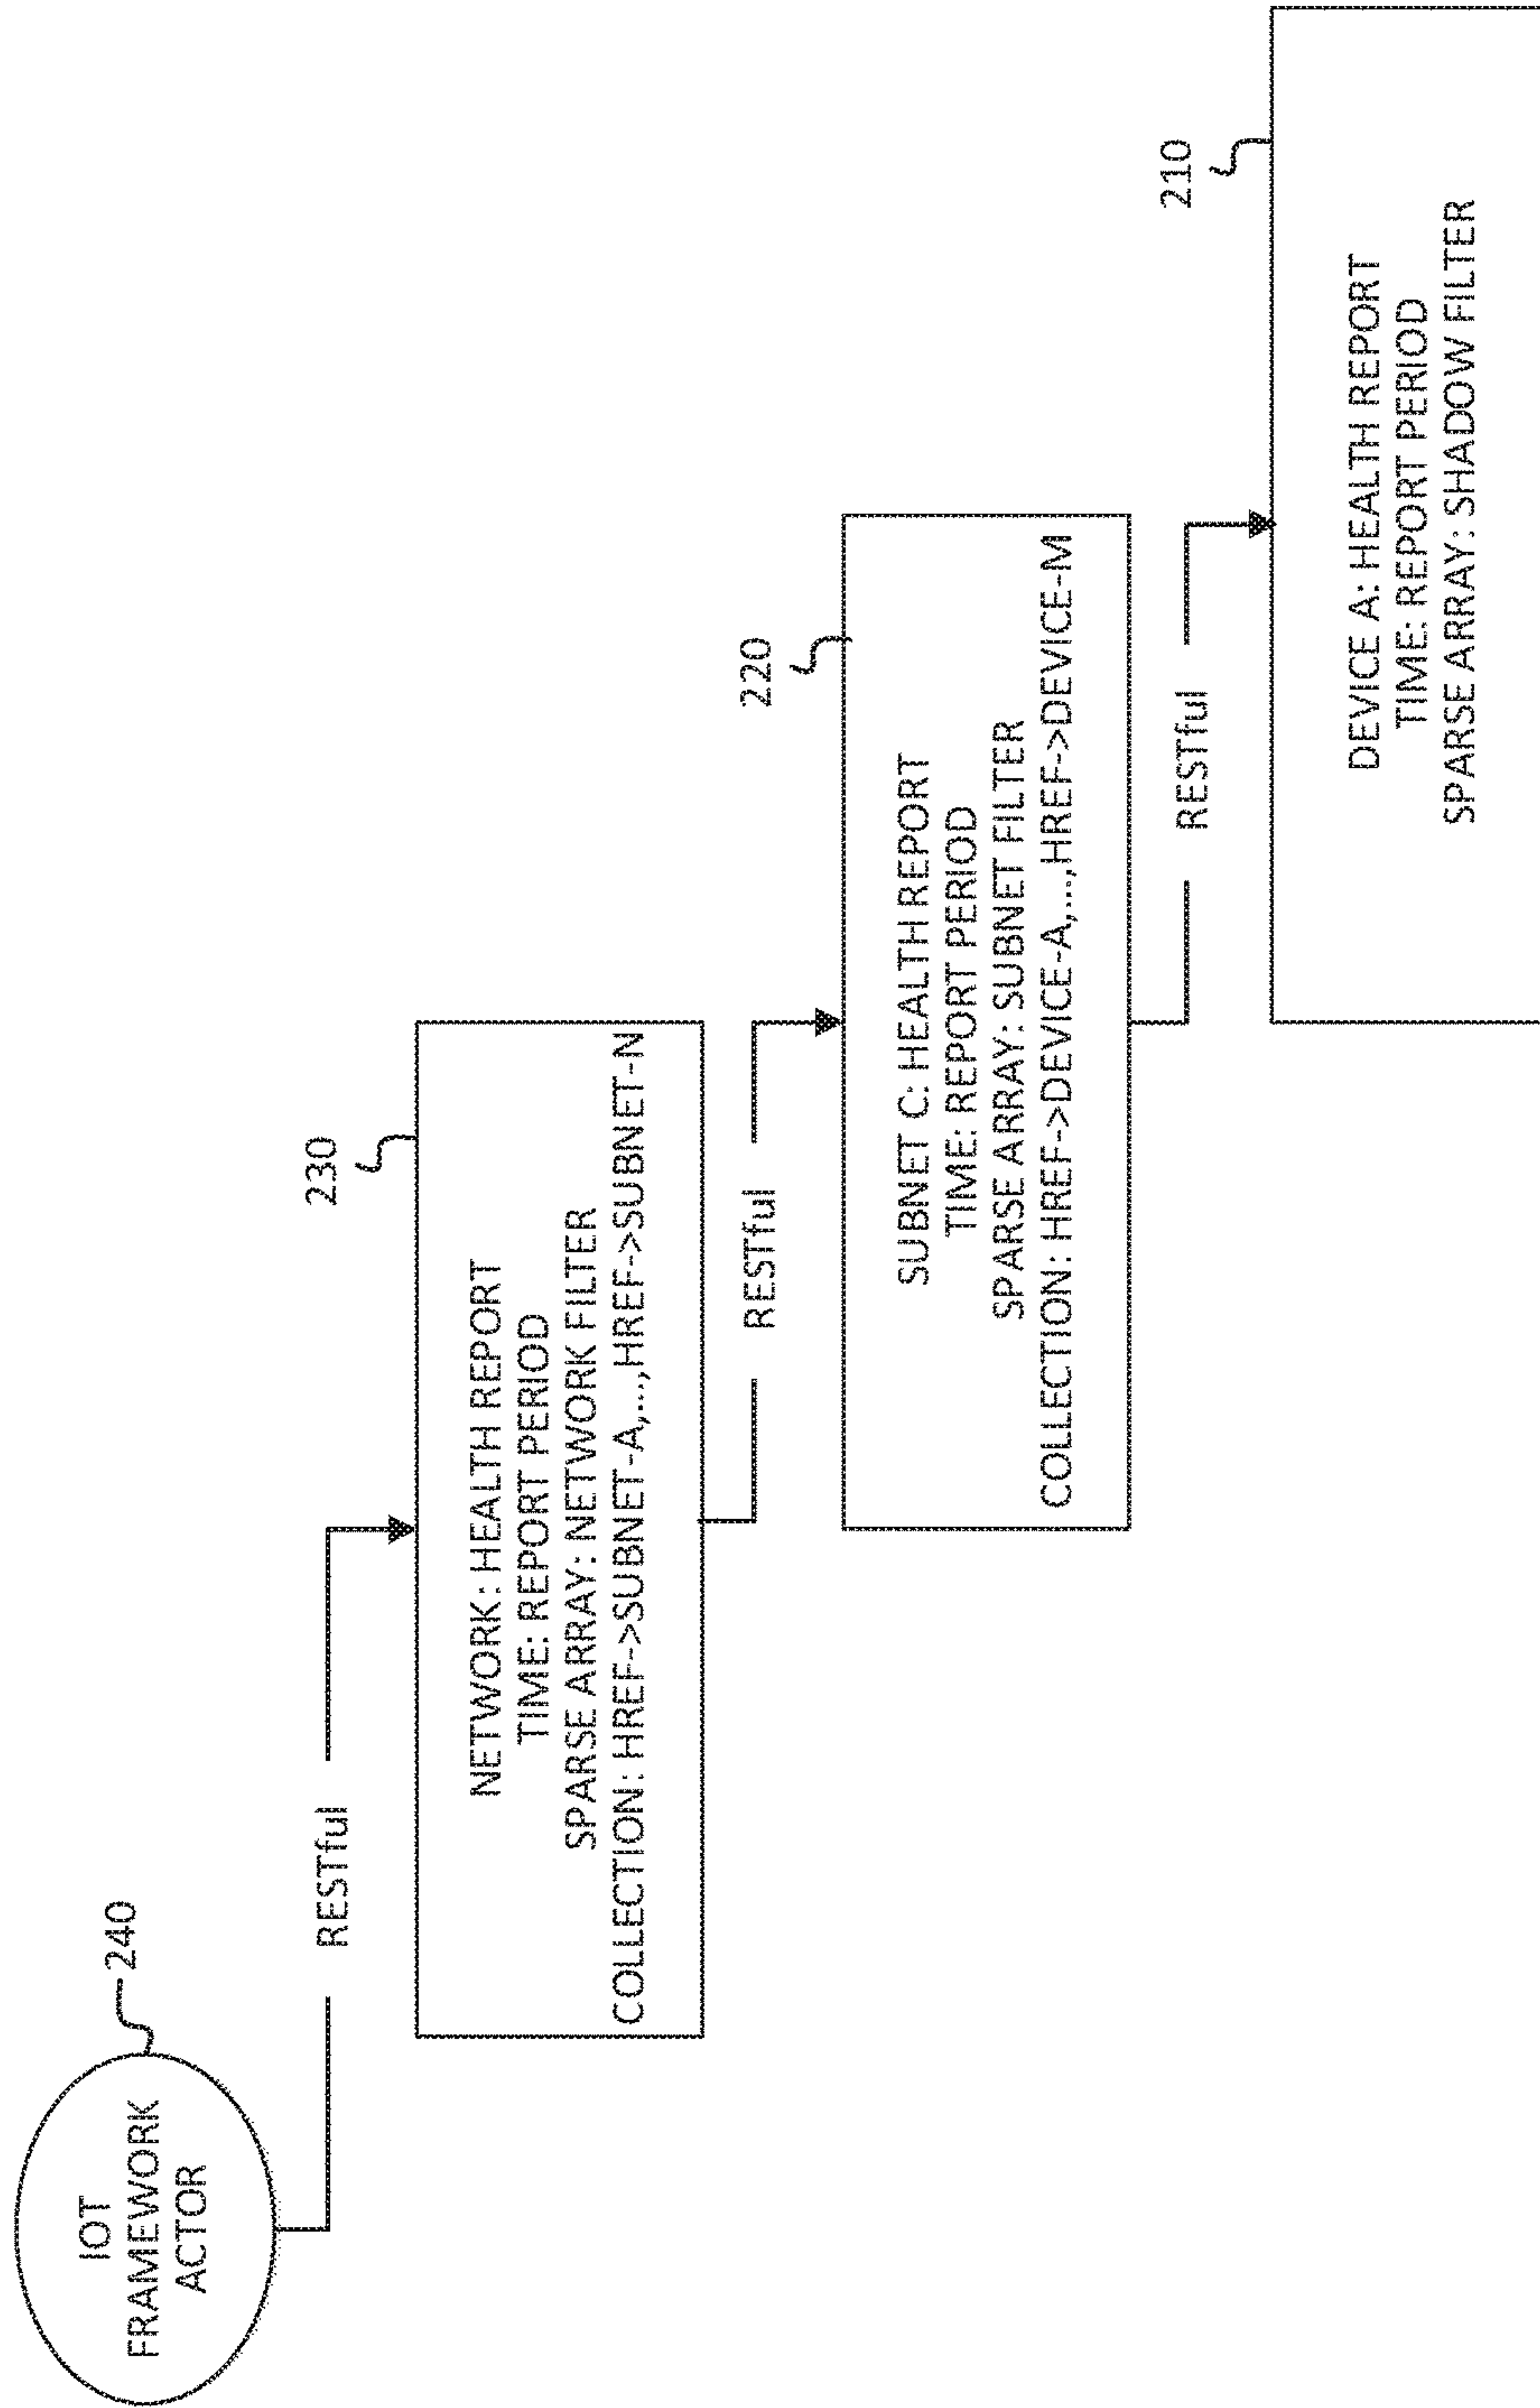 IOT
FRAMEWORK
ACTOR
240
RESTful
230
NETWORK: HEALTH REPORT
TIME: REPORT PERIOD
SPARSE ARRAY: NETWORK FILTER
COLLECTION: HREF->SUBNET-A,...,HREF->SUBNET-N
RESTful
220
SUBNET C: HEALTH REPORT
TIME: REPORT PERIOD
SPARSE ARRAY: SUBNET FILTER
COLLECTION: HREF->DEVICE-A,...,HREF->DEVICE-M
RESTful
210
DEVICE A: HEALTH REPORT
TIME: REPORT PERIOD
SPARSE ARRAY: SHADOW FILTER